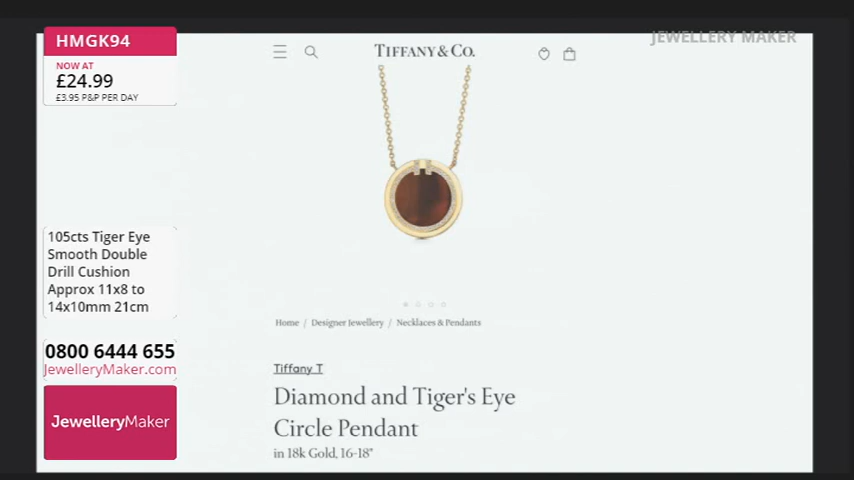 HMGK94
NOW AT
£24.99
£3.95 P&P PER DAY
105cts Tiger Eye
Smooth Double
Drill Cushion
Approx 11x8 to
14x10mm 21cm
0800 6444 655
JewelleryMaker.com
JewelleryMaker
JEWELLERY MAKER
TIFFANY & CO.
Home / Designer Jewellery / Necklaces & Pendants
Tiffany T
Diamond and Tiger's Eye
Circle Pendant
in 18k Gold, 16-18"